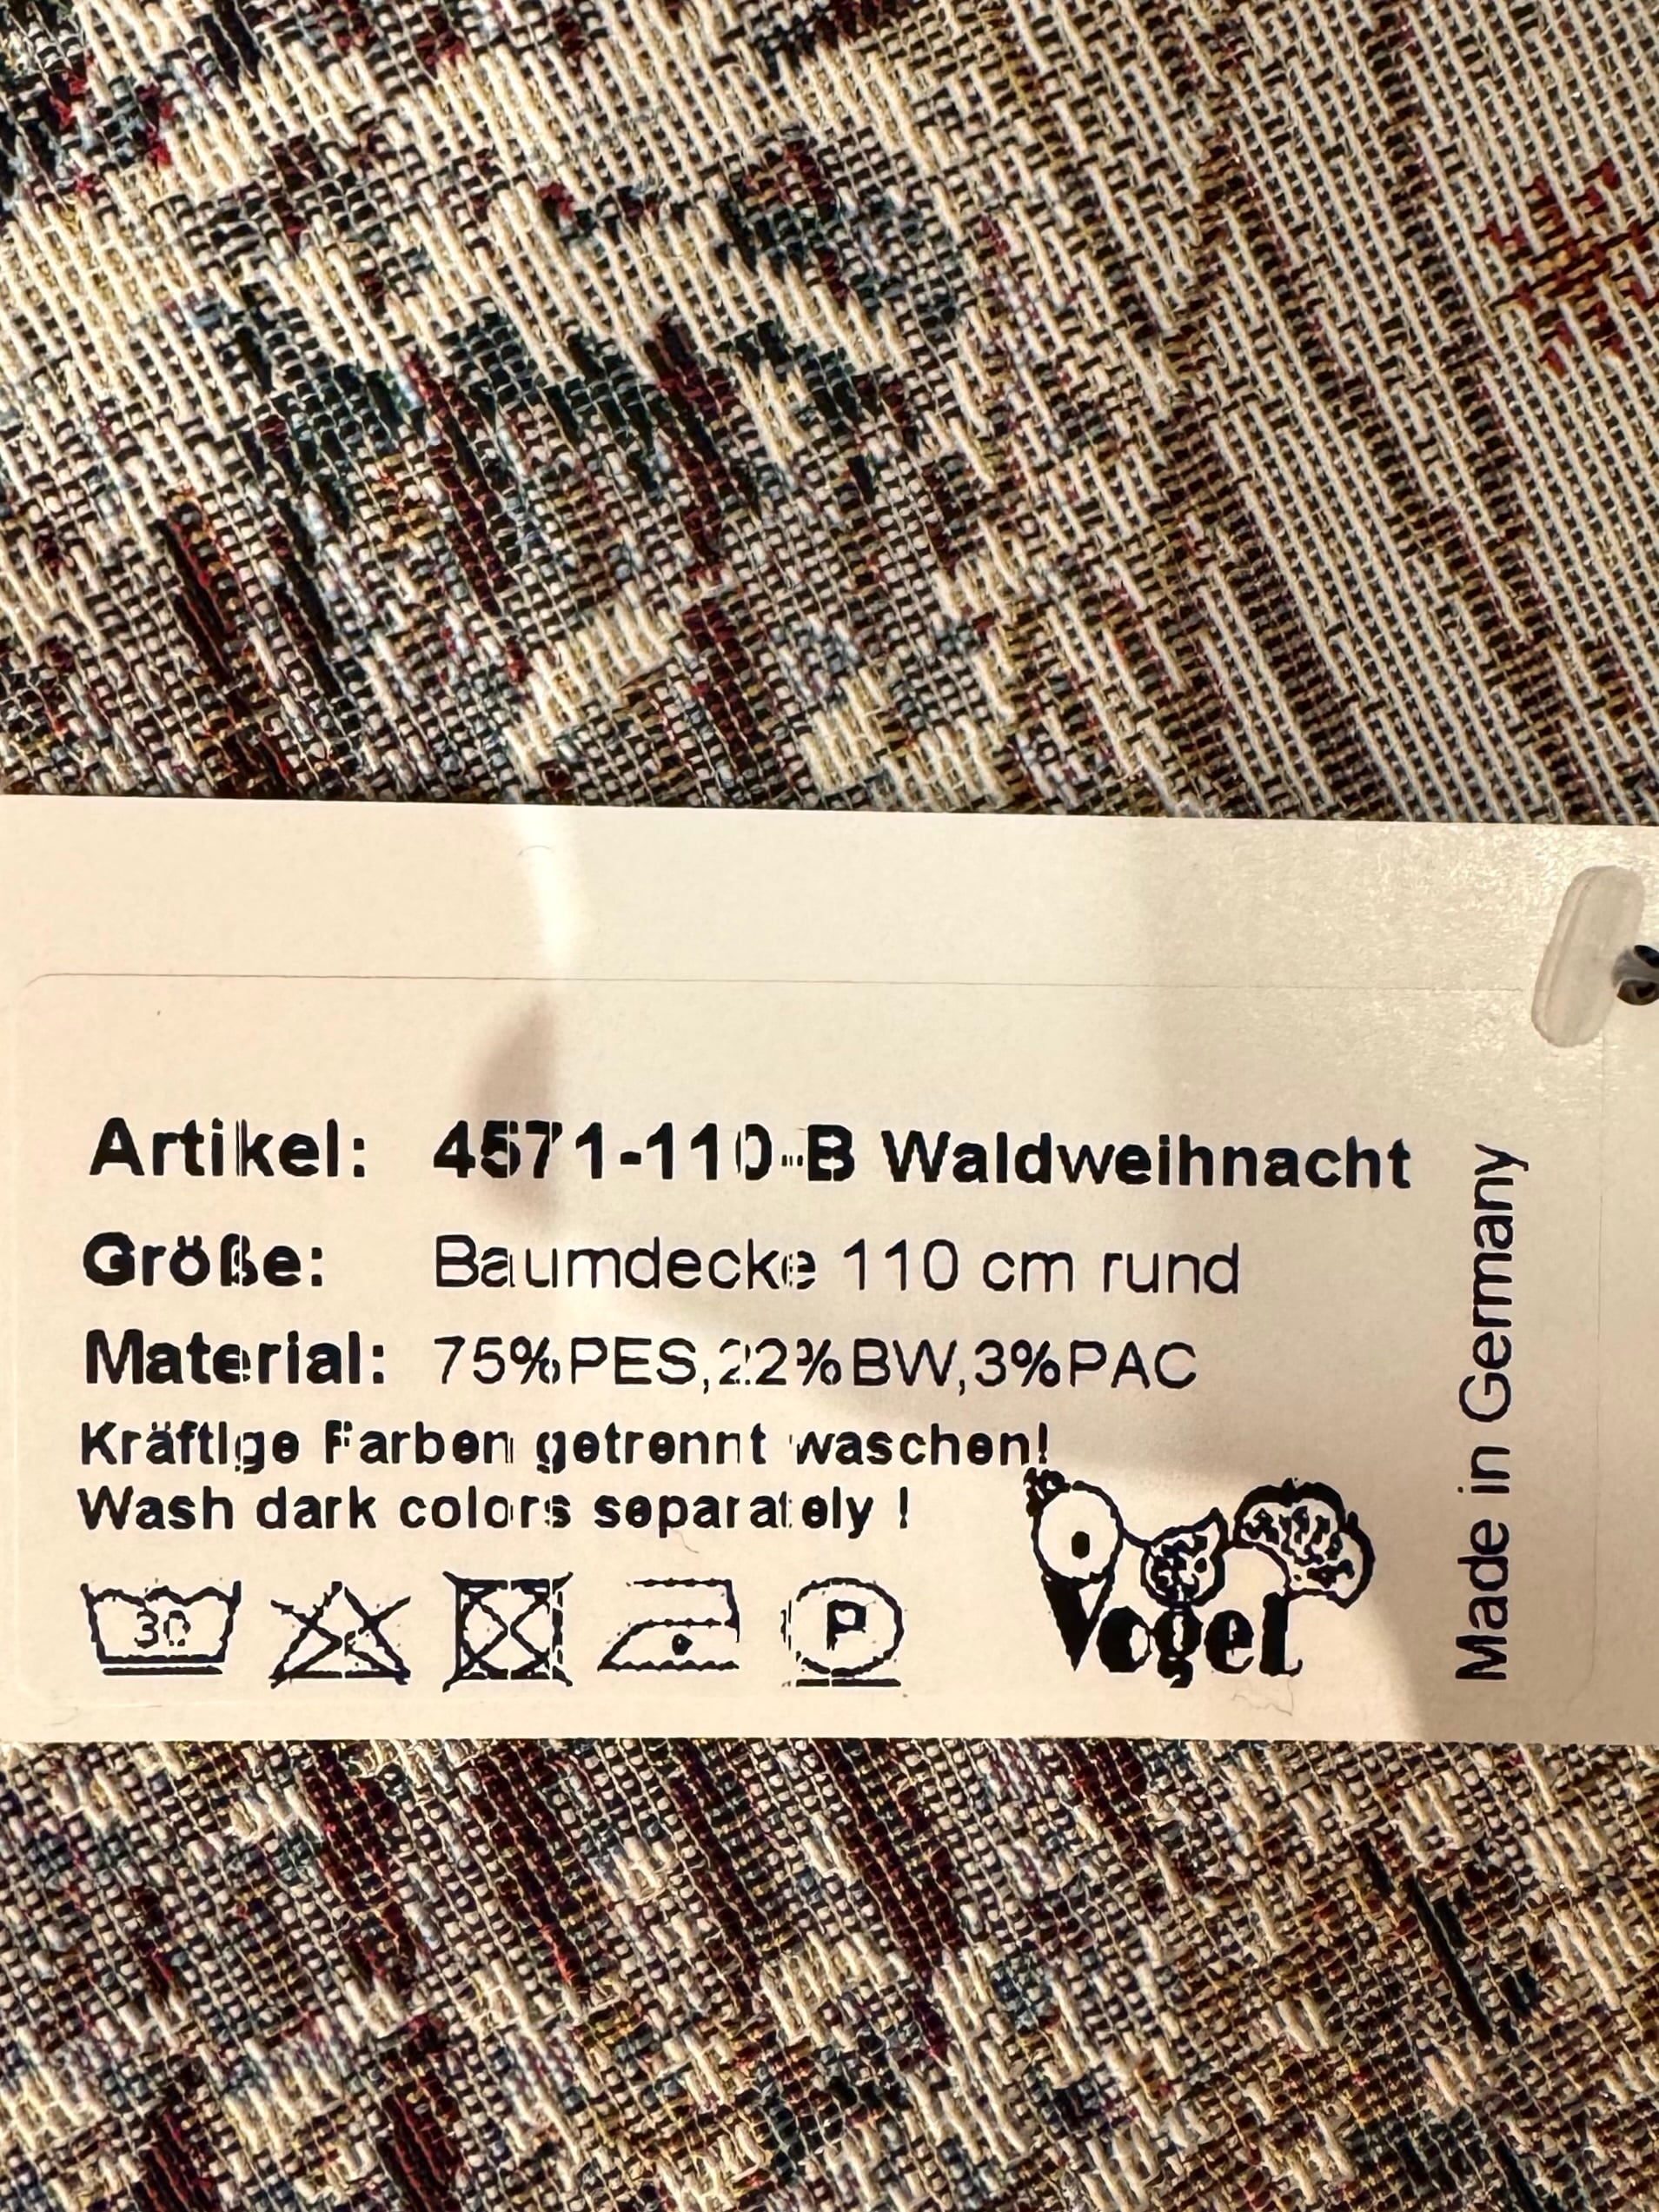 Artikel: 4571-110-B Waldweihnacht
Größe: Baumdecke 110 cm rund
Material: 75%PES,22%BW,3%PAC
Kräftige Farben getrennt waschen!
Wash dark colors separately !
30
P
Vogel
Made in Germany